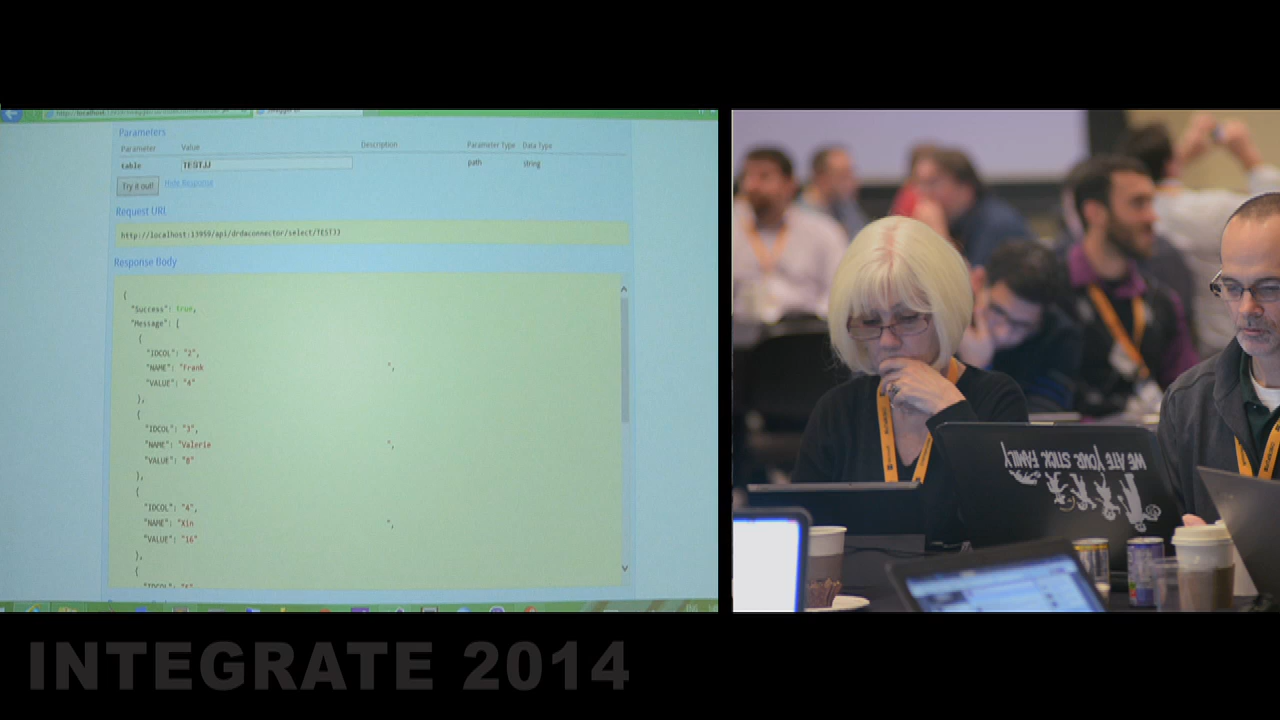 Parameters
Parameter Value Description Parameter Type Data Type
table TESTJJ path string
Try it out! Hide Response
Request URL
http://localhost:13959/api/drdaconnector/select/TESTJJ
Response Body
{
"Success": true,
"Message": [
{
"IDCOL": "2",
"NAME": "Frank ",
"VALUE": "4"
},
{
"IDCOL": "3",
"NAME": "Valerie ",
"VALUE": "8"
},
{
"IDCOL": "4",
"NAME": "Xin ",
"VALUE": "16"
},
{
WE ATE YOUR STICK FAMILY
INTEGRATE 2014